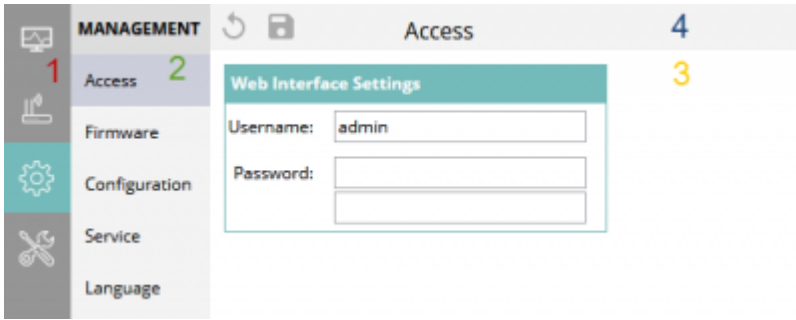 MANAGEMENT
Access
4
1
Access
2
3
Web Interface Settings
Username:
admin
Firmware
Password:
Configuration
Service
Language